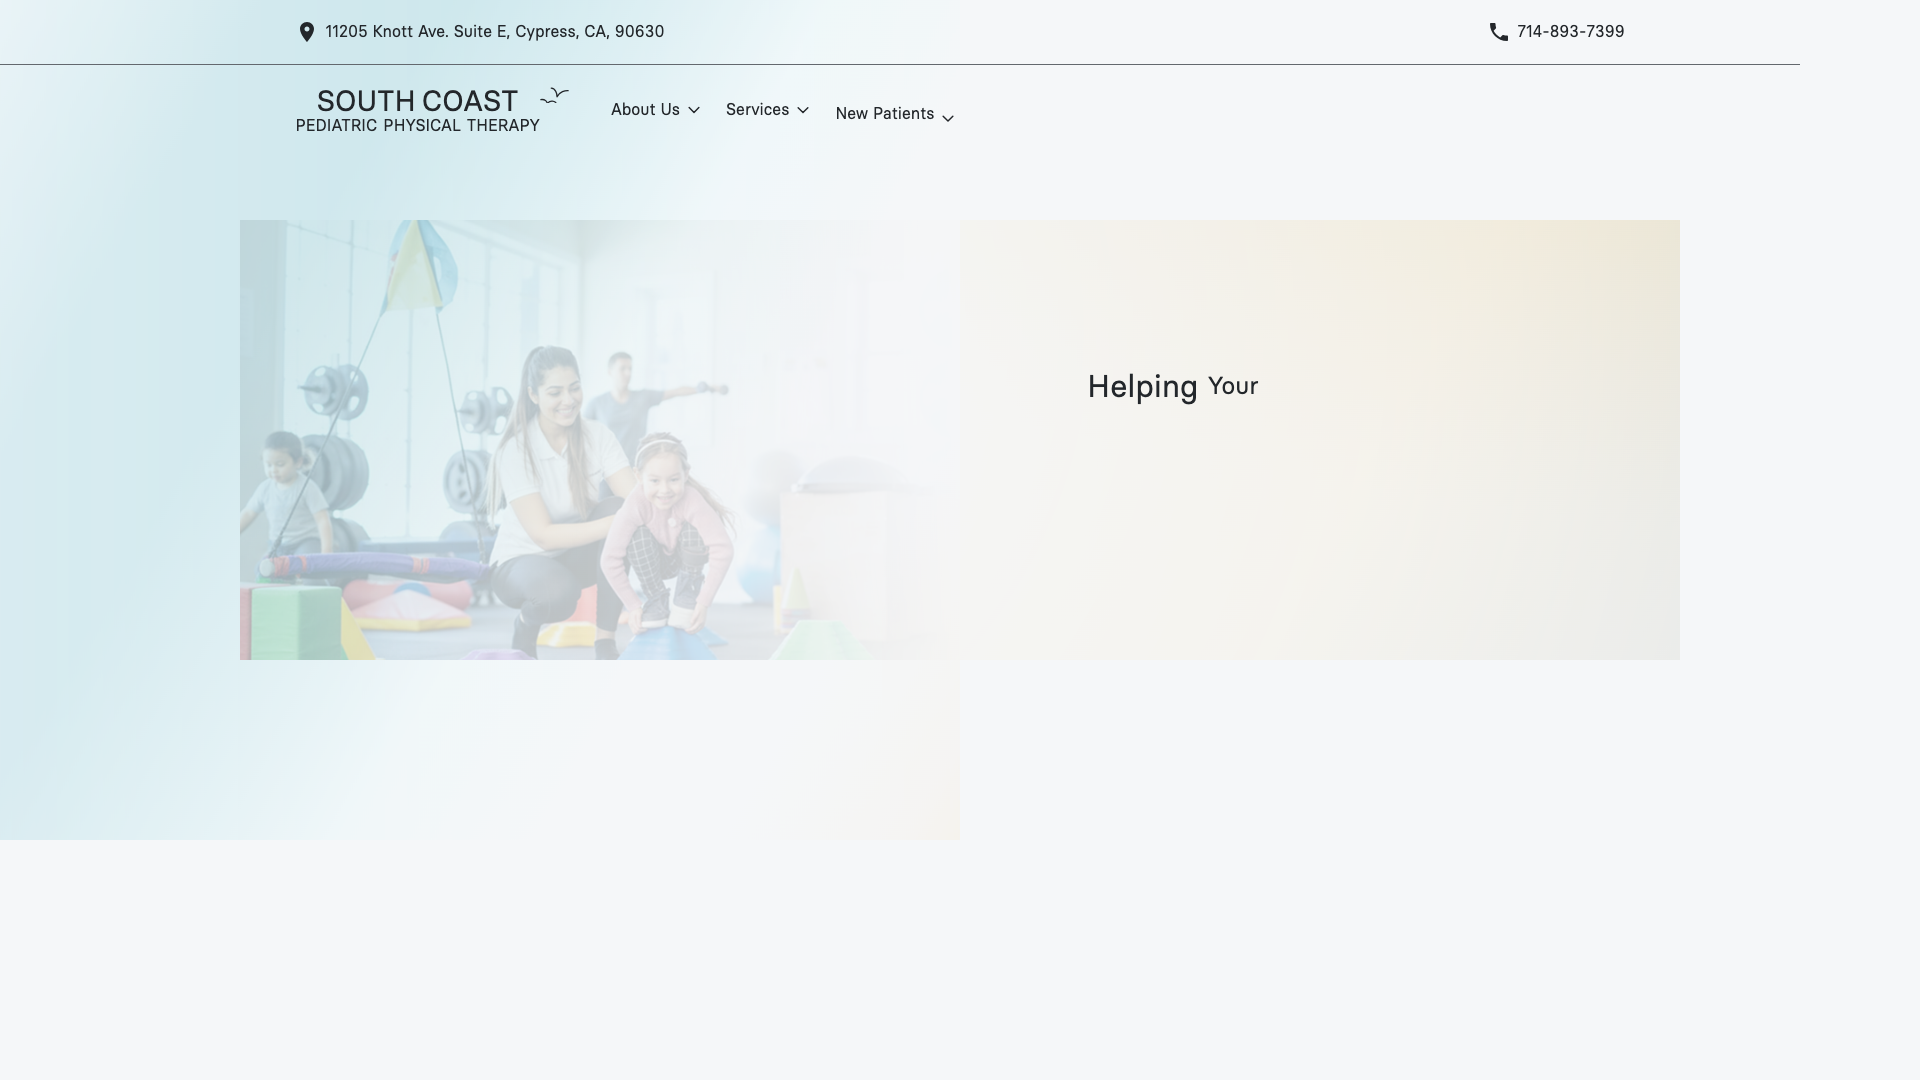 11205 Knott Ave. Suite E, Cypress, CA, 90630
714-893-7399
SOUTH COAST
PEDIATRIC PHYSICAL THERAPY
About Us
Services
New Patients
Helping Your